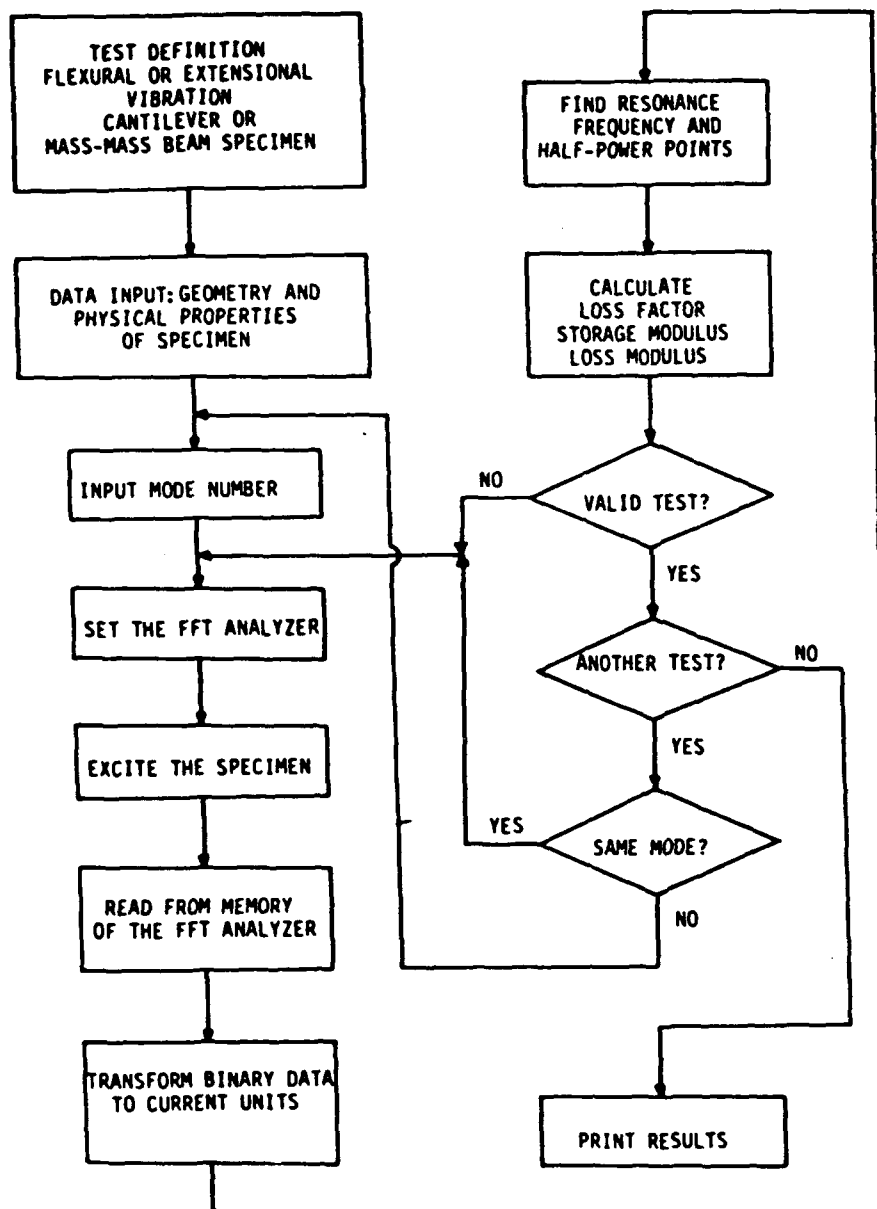 TEST DEFINITION
FLEXURAL OR EXTENSIONAL
VIBRATION
CANTILEVER OR
MASS-MASS BEAM SPECIMEN
DATA INPUT: GEOMETRY AND
PHYSICAL PROPERTIES
OF SPECIMEN
INPUT MODE NUMBER
SET THE FFT ANALYZER
EXCITE THE SPECIMEN
READ FROM MEMORY
OF THE FFT ANALYZER
TRANSFORM BINARY DATA
TO CURRENT UNITS
FIND RESONANCE
FREQUENCY AND
HALF-POWER POINTS
CALCULATE
LOSS FACTOR
STORAGE MODULUS
LOSS MODULUS
NO
VALID TEST?
YES
ANOTHER TEST?
NO
YES
YES
SAME MODE?
NO
PRINT RESULTS